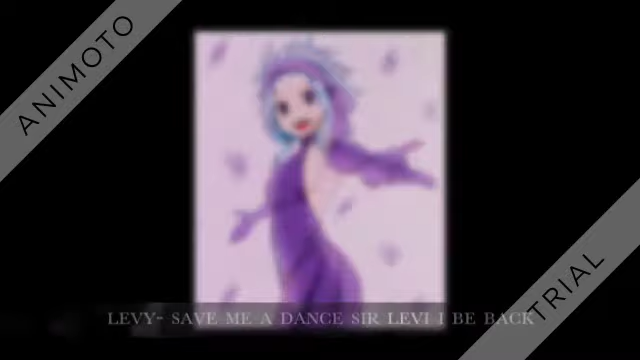 ANIMOTO
LEVY- SAVE ME A DANCE SIR LEVI I BE BACK
TRIAL